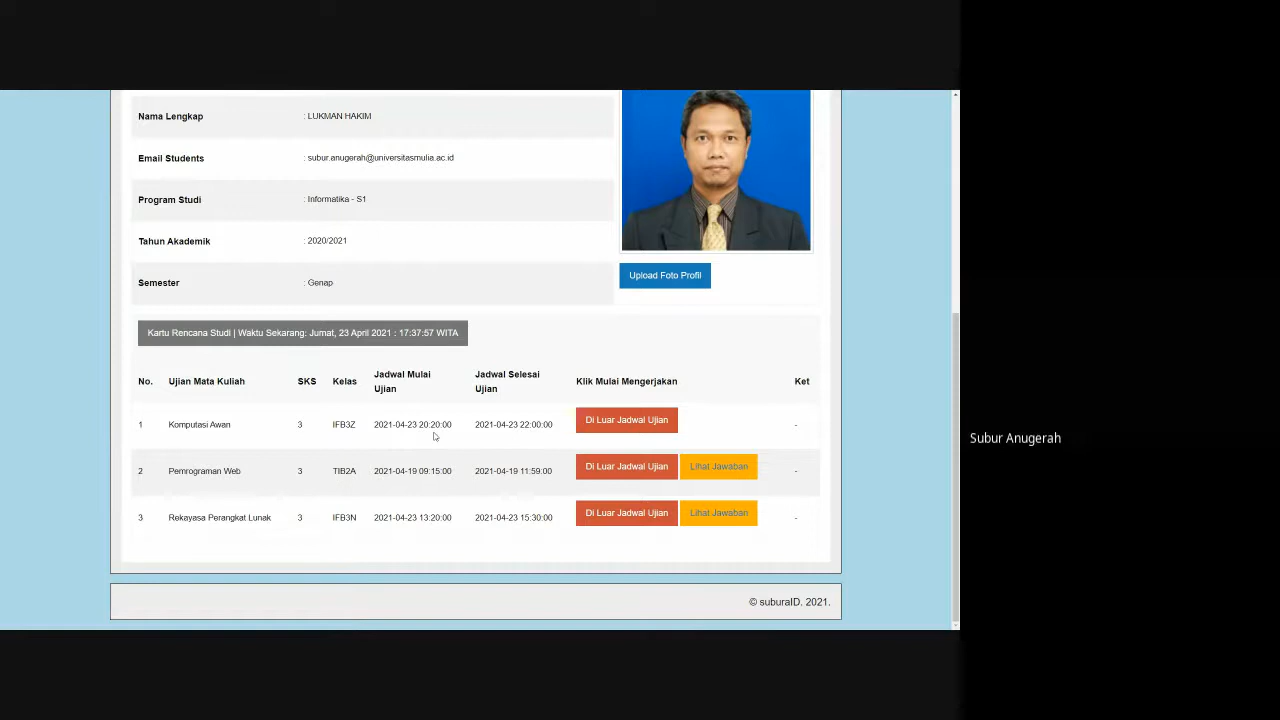 Nama Lengkap : LUKMAN HAKIM
Email Students : subur.anugerah@universitasmulia.ac.id
Program Studi : Informatika - S1
Tahun Akademik : 2020/2021
Semester : Genap
Upload Foto Profil
Kartu Rencana Studi | Waktu Sekarang: Jumat, 23 April 2021 : 17:37:57 WITA
No. Ujian Mata Kuliah SKS Kelas Jadwal Mulai Ujian Jadwal Selesai Ujian Klik Mulai Mengerjakan Ket
1 Komputasi Awan 3 IFB3Z 2021-04-23 20:20:00 2021-04-23 22:00:00 Di Luar Jadwal Ujian -
2 Pemrograman Web 3 TIB2A 2021-04-19 09:15:00 2021-04-19 11:59:00 Di Luar Jadwal Ujian Lihat Jawaban -
3 Rekayasa Perangkat Lunak 3 IFB3N 2021-04-23 13:20:00 2021-04-23 15:30:00 Di Luar Jadwal Ujian Lihat Jawaban -
© suburaID. 2021.
Subur Anugerah